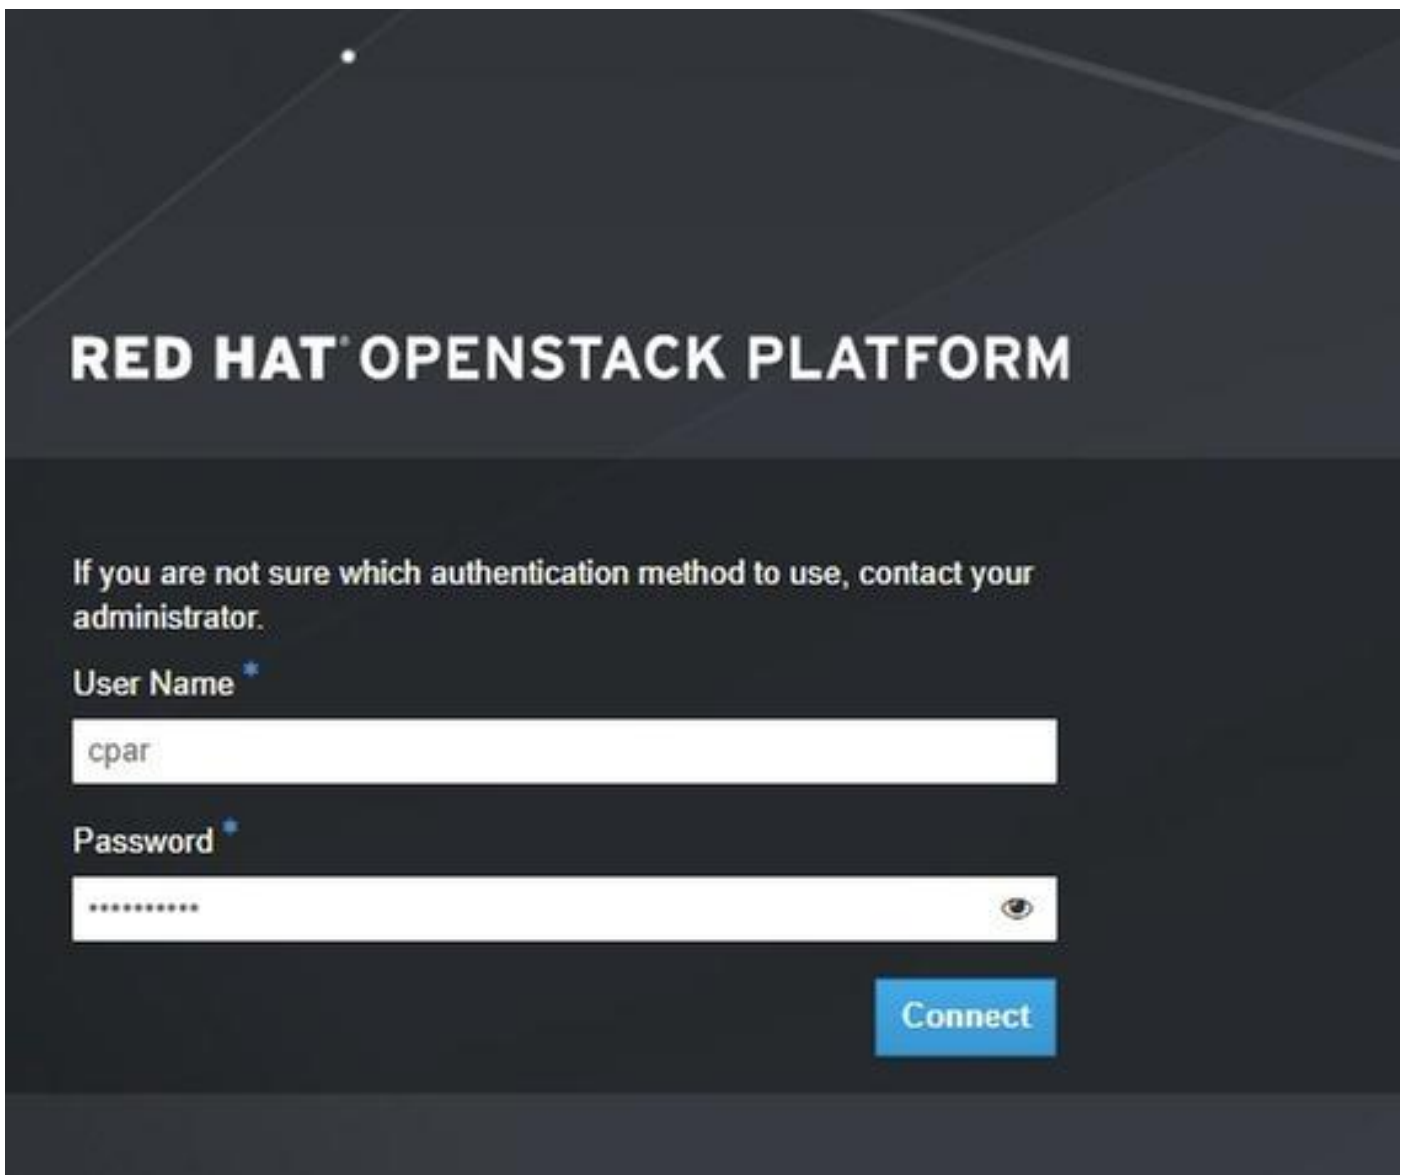 RED HAT® OPENSTACK PLATFORM
If you are not sure which authentication method to use, contact your
administrator.
User Name *
cpar
Password *
••••••••••
Connect